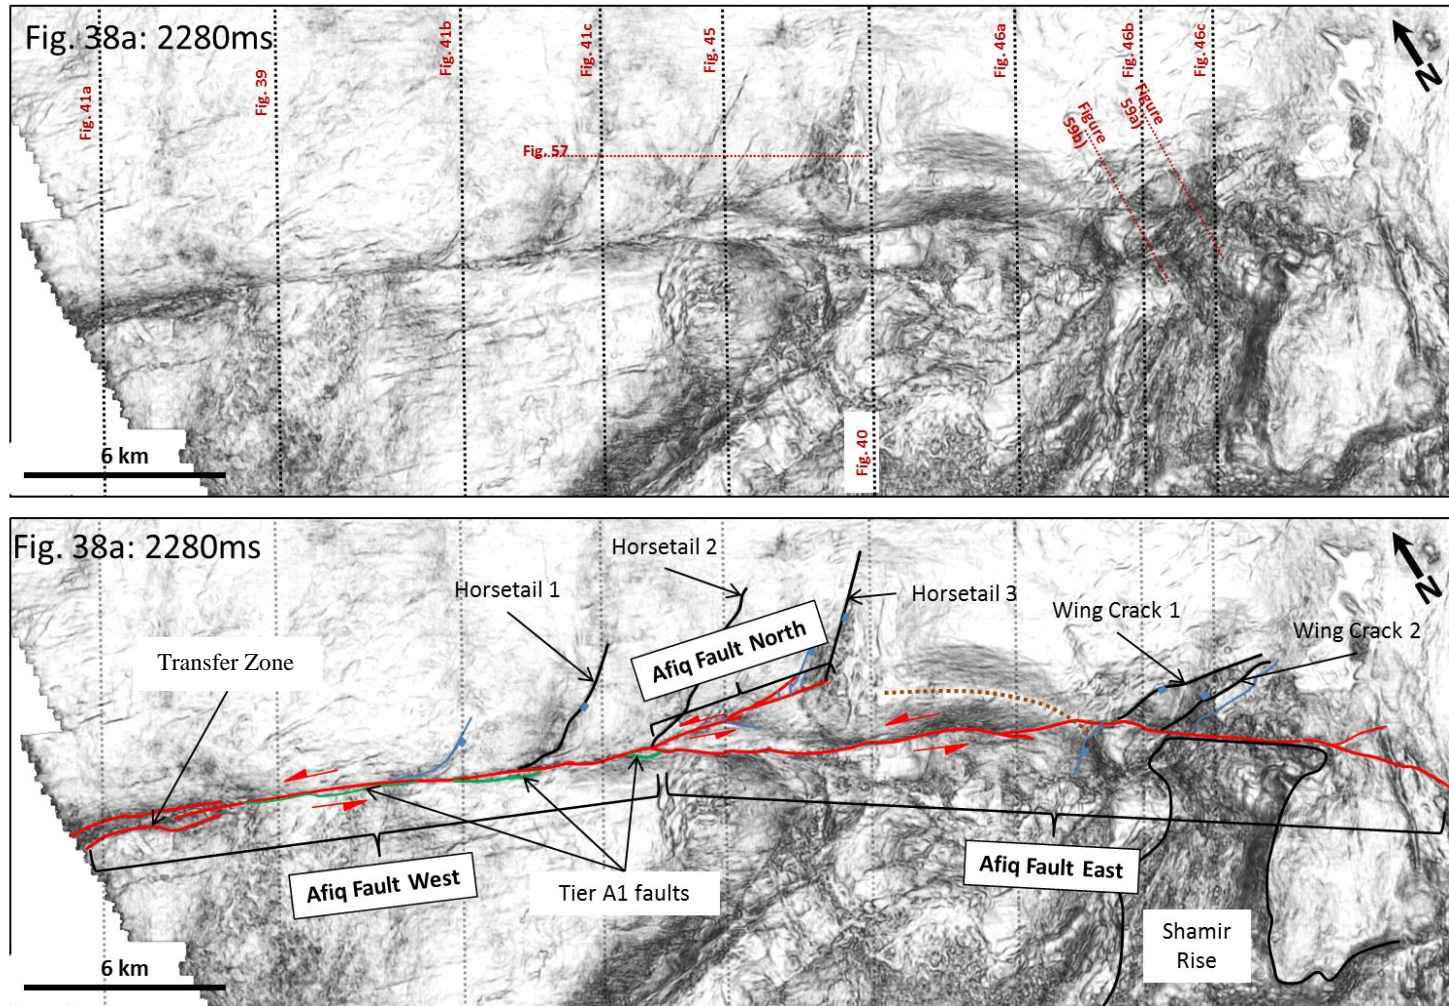 Fig. 38a: 2280ms
Fig. 41a
Fig. 39
Fig. 41b
Fig. 41c
Fig. 45
Fig. 46a
Fig. 46b
Fig. 46c
N
Fig. 57
Figure
59b)
Figure
59a)
Fig. 40
6 km
Fig. 38a: 2280ms
Horsetail 2
Horsetail 1
Horsetail 3
Wing Crack 1
Wing Crack 2
N
Afiq Fault North
Transfer Zone
Afiq Fault West
Tier A1 faults
Afiq Fault East
Shamir
Rise
6 km